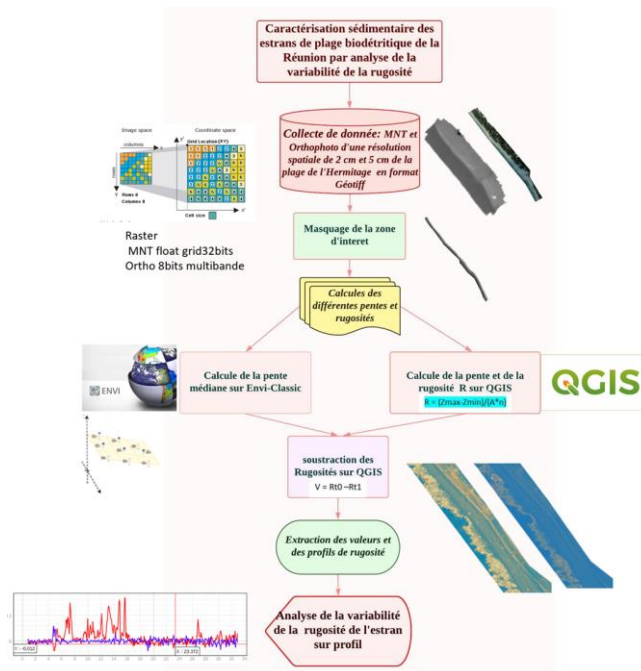 Caractérisation sédimentaire des
estrans de plage biodétritique de la
Réunion par analyse de la
variabilité de la rugosité
Collecte de donnée: MNT et
Orthophoto d'une résolution
spatiale de 2 cm et 5 cm de la
plage de l'Hermitage en format
Géotiff
Image space
Coordinate space
columns
Grid Location (PT)
Rows 8
Columns 8
Cell size
Raster
MNT float grid32bits
Ortho 8bits multibande
Masquage de la zone
d'interet
Calcules des
différentes pentes et
rugosités
ENVI
Calcule de la pente
médiane sur Envi-Classic
Calcule de la pente et de la
rugosité R sur QGIS
R = (Zmax-Zmin)/(A*n)
QGIS
soustraction des
Rugosités sur QGIS
V = Rt0 –Rt1
Extraction des valeurs et
des profils de rugosité
Analyse de la variabilité
de la rugosité de l'estran
sur profil